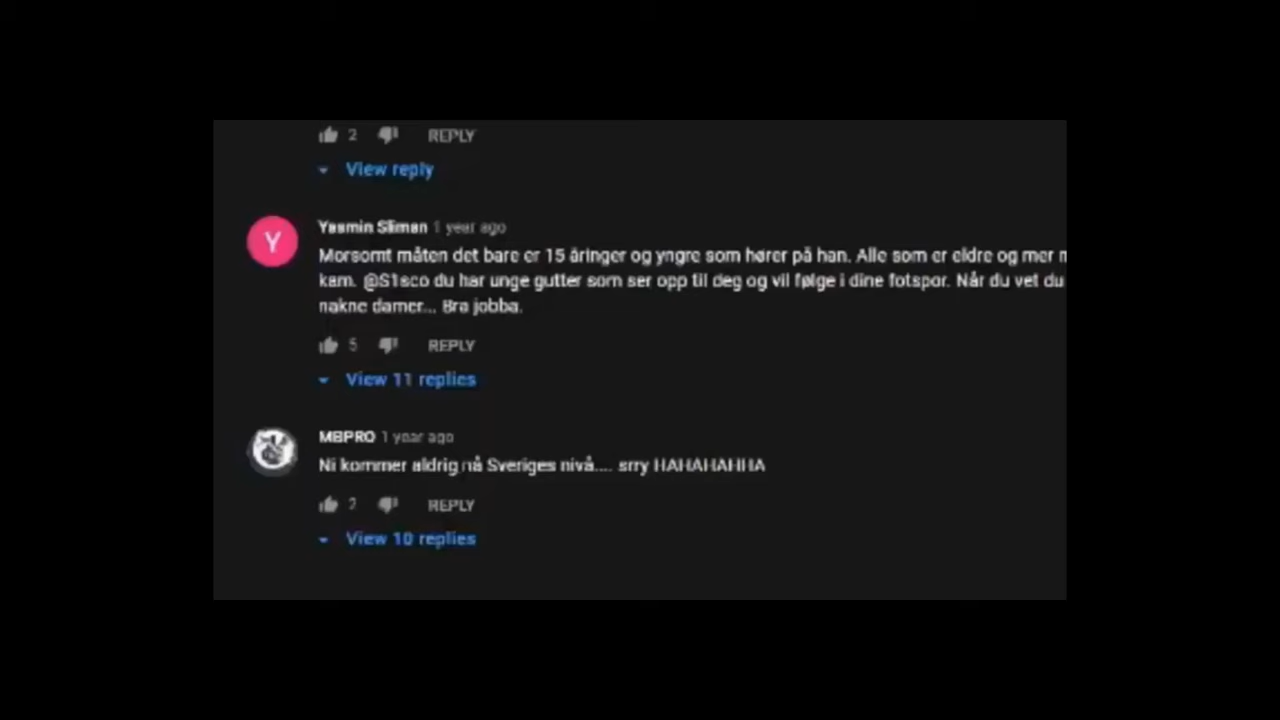 2 REPLY
View reply
Yasmin Sliman 1 year ago
Morsomt måten det bare er 15 åringer og yngre som hører på han. Alle som er eldre og mer
kam. @S1sco du har unge gutter som ser opp til deg og vil følge i dine fotspor. Når du vet du
nakne damer... Bra jobba.
5 REPLY
View 11 replies
MBPRO 1 year ago
Ni kommer aldrig nå Sveriges nivå.... srry HAHAHAHHA
2 REPLY
View 10 replies